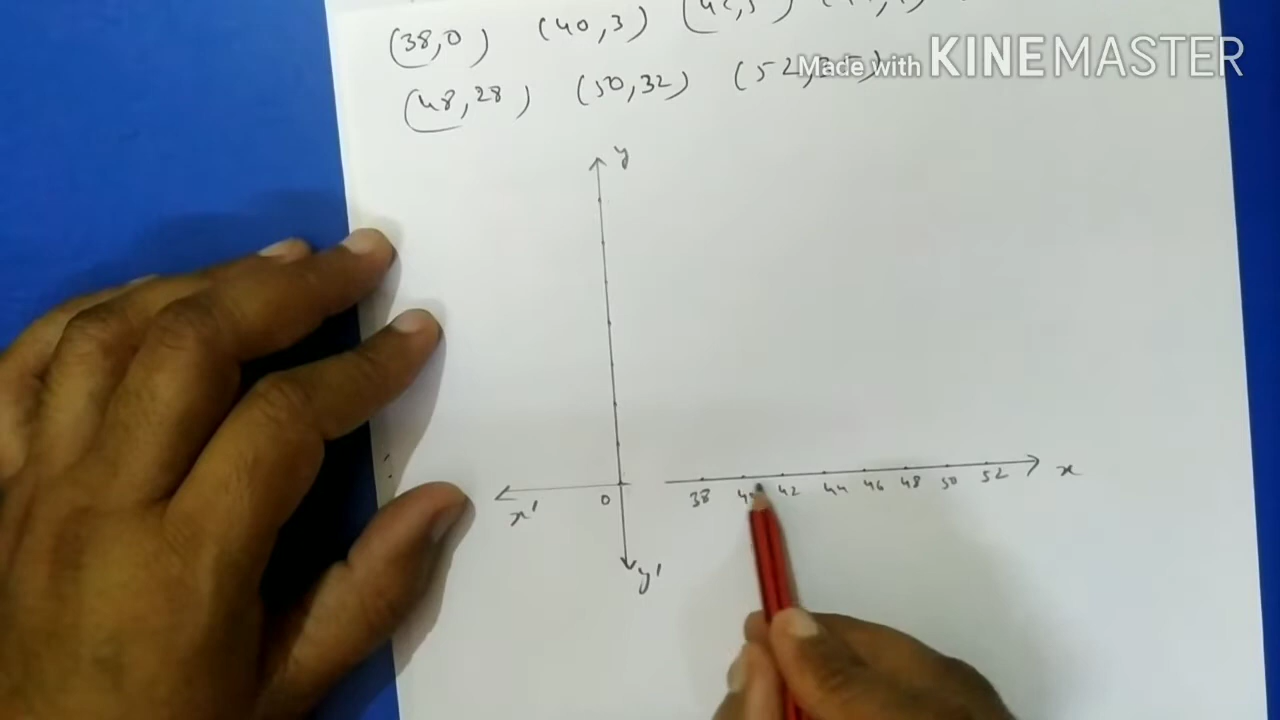 (38,0) (40,3)
Made with KINEMASTER
(48,28) (50,32)
y
38 42 44 46 48 50 52 x
x' 0
y'